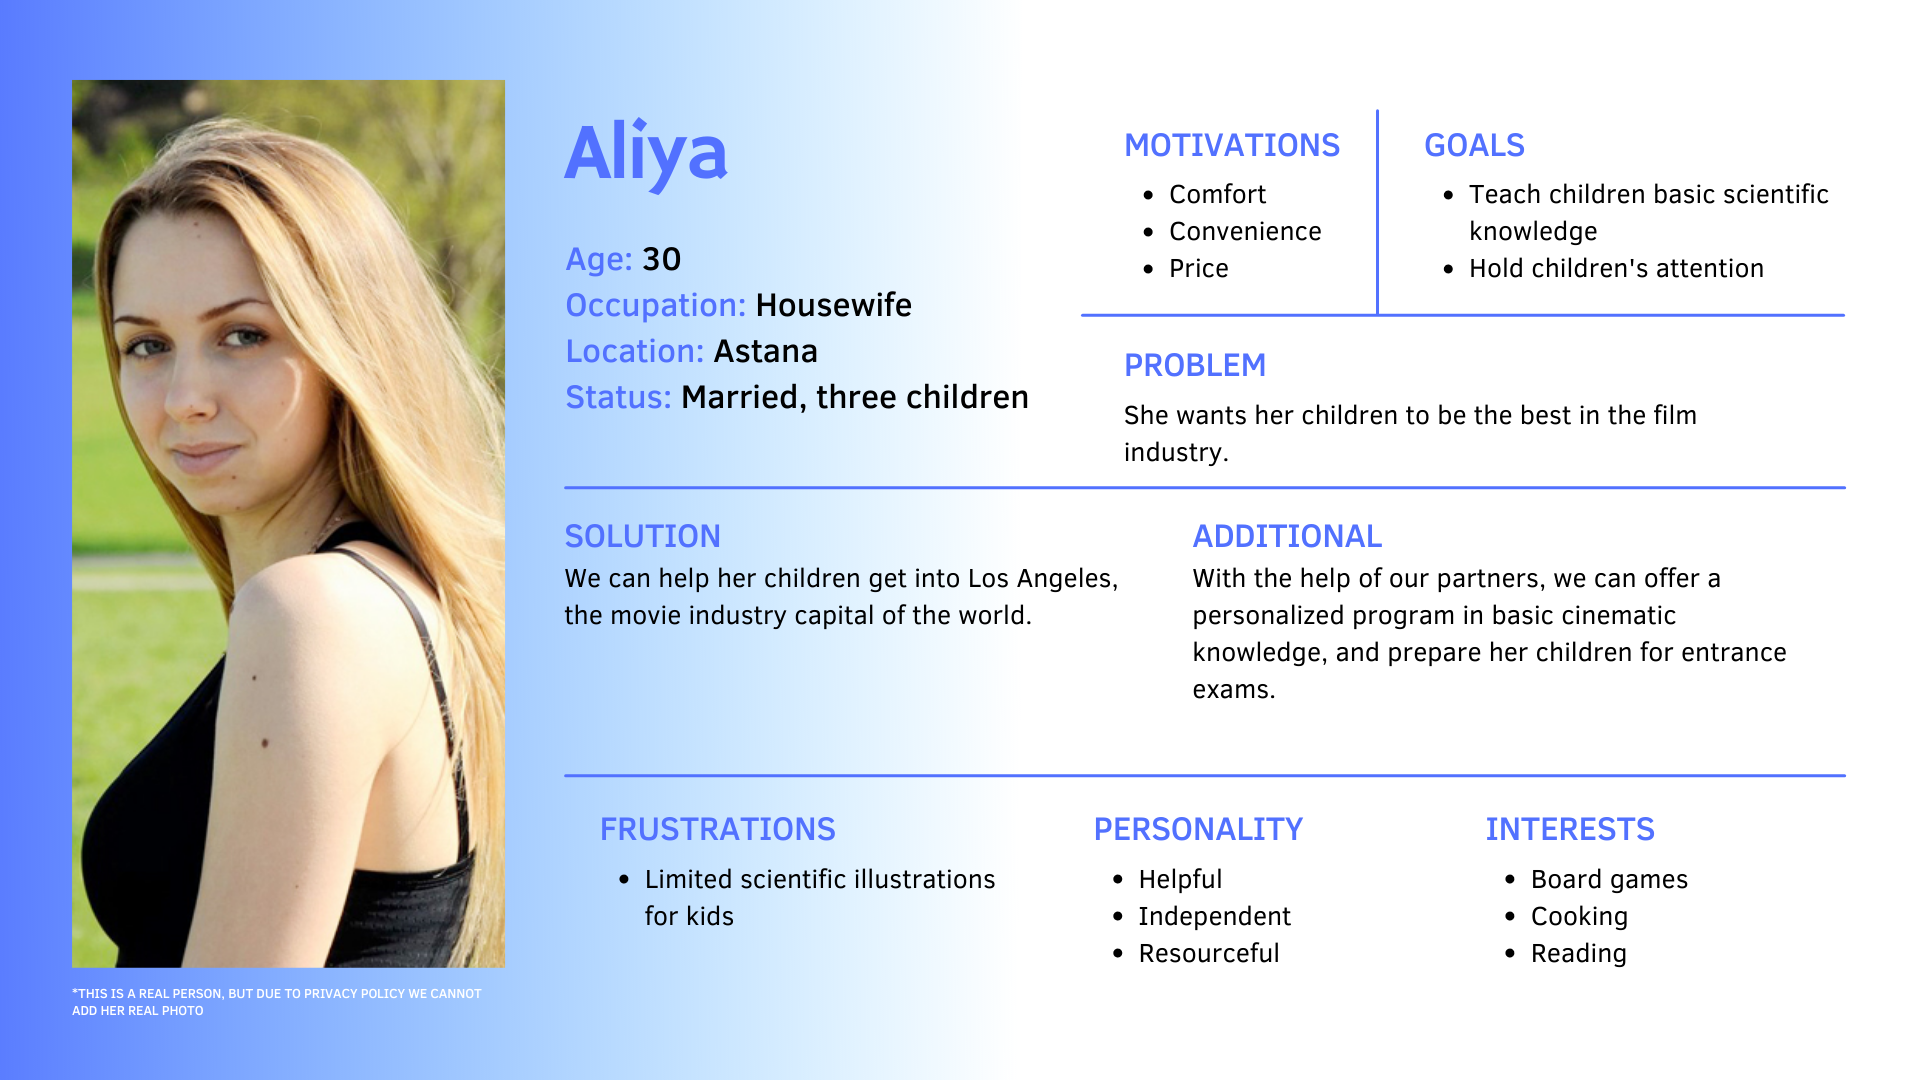 Aliya
Age: 30
Occupation: Housewife
Location: Astana
Status: Married, three children
MOTIVATIONS
• Comfort
• Convenience
• Price
GOALS
• Teach children basic scientific
knowledge
• Hold children's attention
PROBLEM
She wants her children to be the best in the film
industry.
SOLUTION
We can help her children get into Los Angeles,
the movie industry capital of the world.
ADDITIONAL
With the help of our partners, we can offer a
personalized program in basic cinematic
knowledge, and prepare her children for entrance
exams.
FRUSTRATIONS
• Limited scientific illustrations
for kids
PERSONALITY
• Helpful
• Independent
• Resourceful
INTERESTS
• Board games
• Cooking
• Reading
*THIS IS A REAL PERSON, BUT DUE TO PRIVACY POLICY WE CANNOT
ADD HER REAL PHOTO